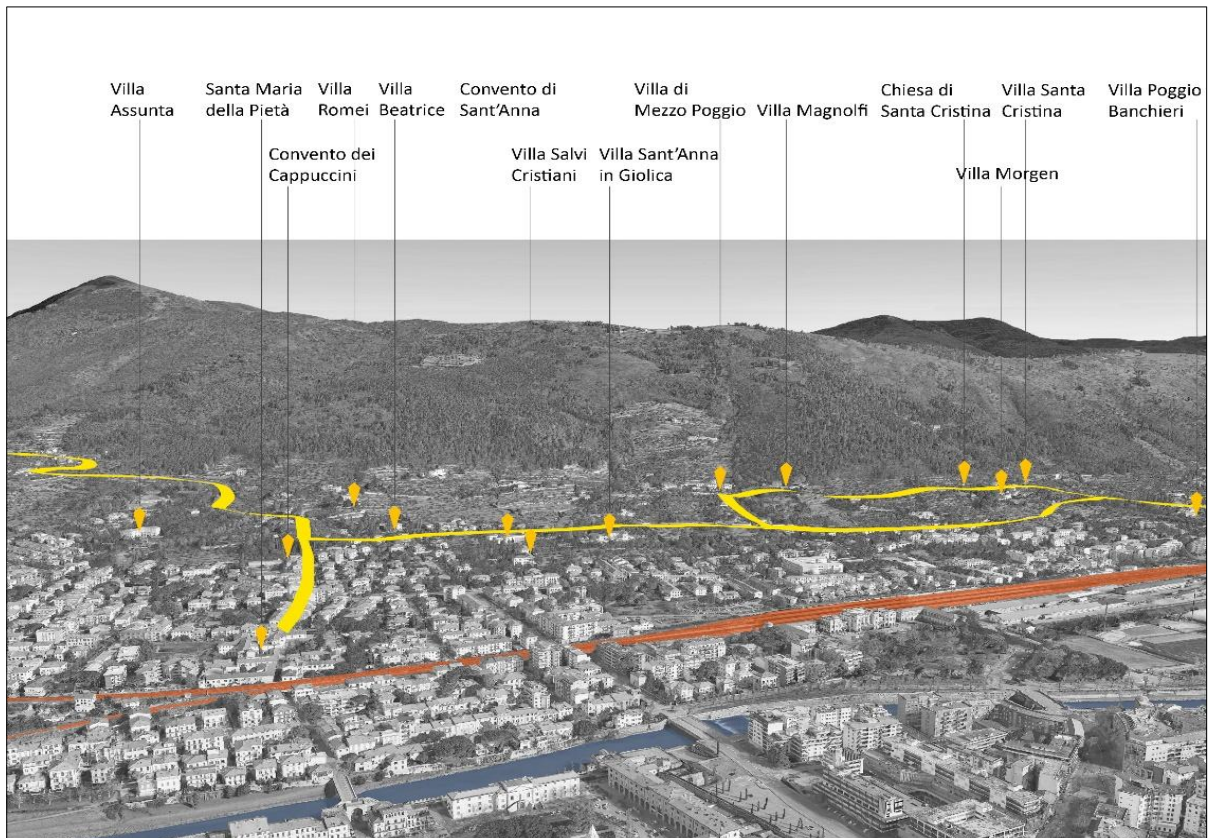 Villa
Assunta
Santa Maria
della Pietà
Villa
Romei
Villa
Beatrice
Convento di
Sant'Anna
Villa di
Mezzo Poggio
Villa Magnolfi
Chiesa di
Santa Cristina
Villa Santa
Cristina
Villa Poggio
Banchieri
Convento dei
Cappuccini
Villa Salvi
Cristiani
Villa Sant'Anna
in Giolica
Villa Morgen